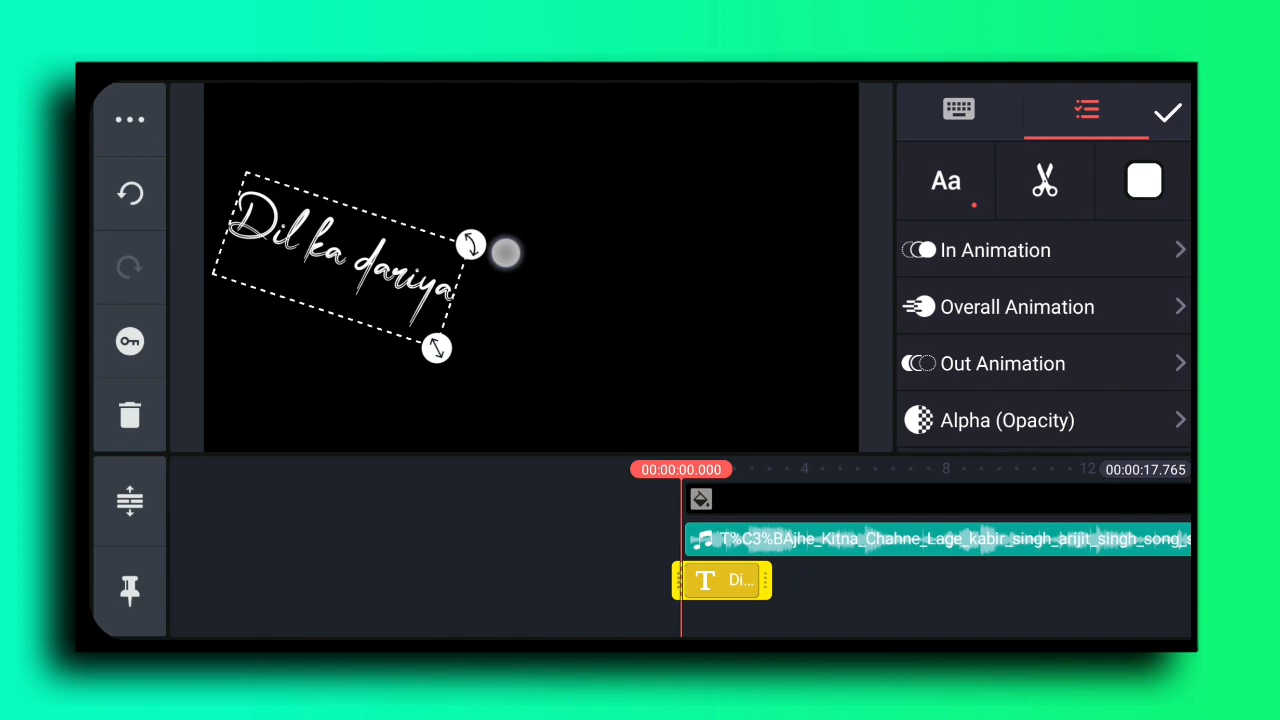 Dil ka dariya
Aa
In Animation
Overall Animation
Out Animation
Alpha (Opacity)
00:00:00.000
4
8
12
00:00:17.765
T%C3%BAjhe_Kitna_Chahne_Lage_kabir_singh_arijit_singh_song_s
T Di...